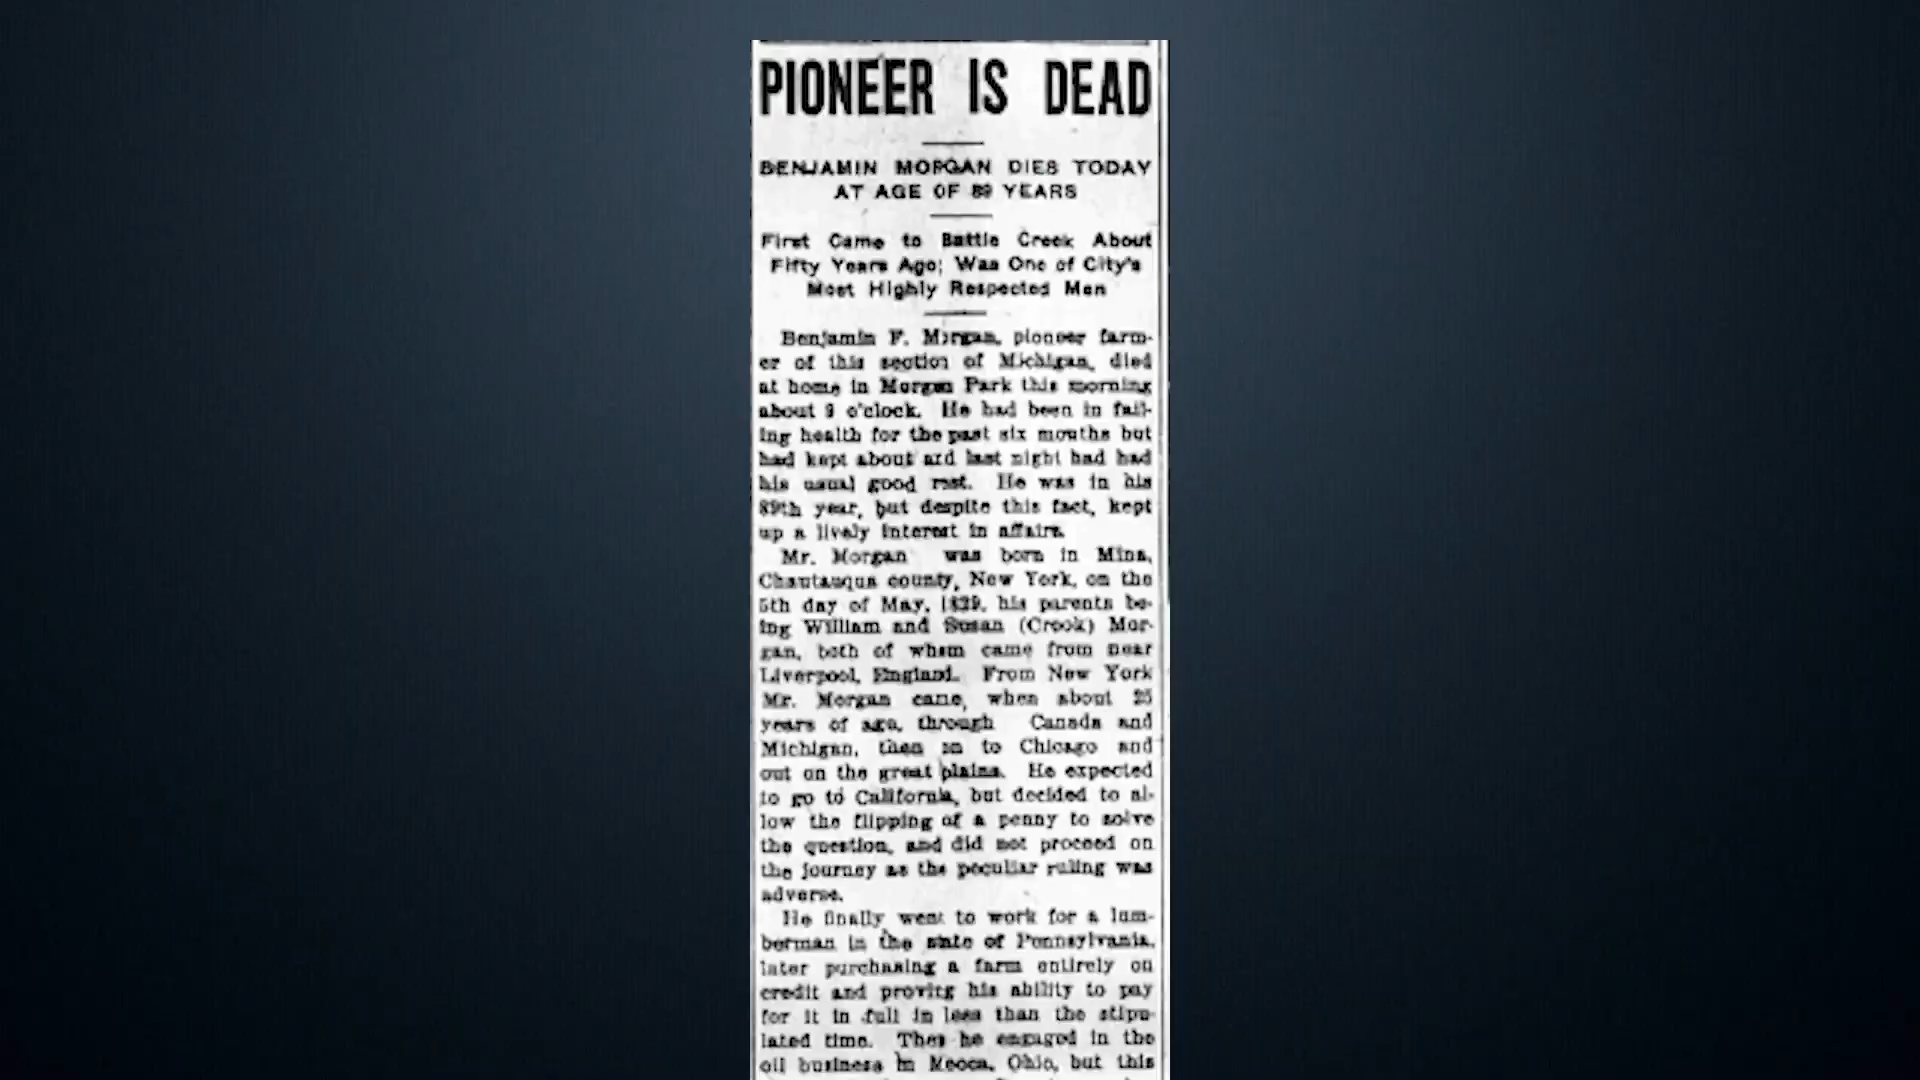 PIONEER IS DEAD
BENJAMIN MORGAN DIES TODAY
AT AGE OF 89 YEARS
First Came to Battle Creek About
Fifty Years Ago; Was One of City's
Most Highly Respected Men
Benjamin F. Morgan, pioneer farm-
er of this section of Michigan, died
at home in Morgan Park this morning
about 9 o'clock. He had been in fail-
ing health for the past six months but
had kept about and last night had had
his usual good rest. He was in his
89th year, but despite this fact, kept
up a lively interest in affairs.
Mr. Morgan was born in Mina,
Chautauqua county, New York, on the
5th day of May, 1829, his parents be-
ing William and Susan (Crook) Mor-
gan, both of whom came from near
Liverpool, England. From New York
Mr. Morgan came, when about 25
years of age, through Canada and
Michigan, then on to Chicago and
out on the great plains. He expected
to go to California, but decided to al-
low the flipping of a penny to solve
the question, and did not proceed on
the journey as the peculiar ruling was
adverse.
He finally went to work for a lum-
berman in the state of Pennsylvania,
later purchasing a farm entirely on
credit and proving his ability to pay
for it in full in less than the stipu-
lated time. Then he engaged in the
oil business in Mecca, Ohio, but this